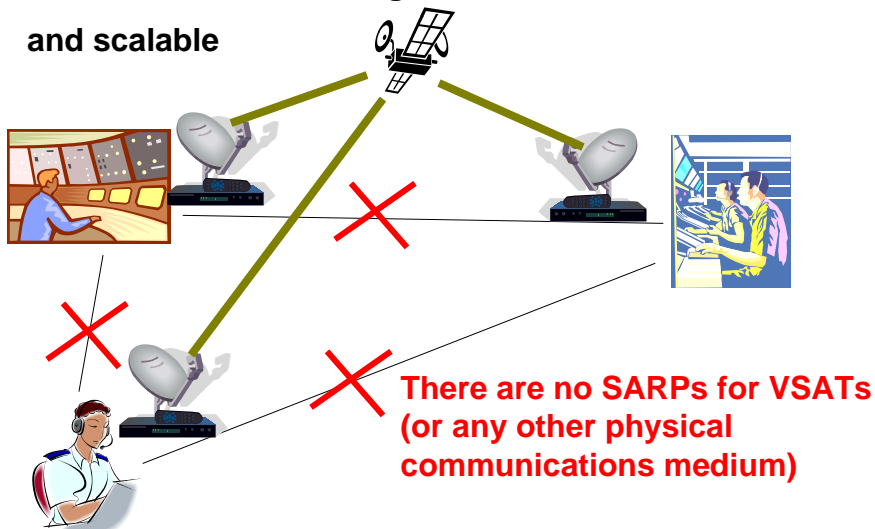 and scalable
There are no SARPs for VSATs
(or any other physical
communications medium)